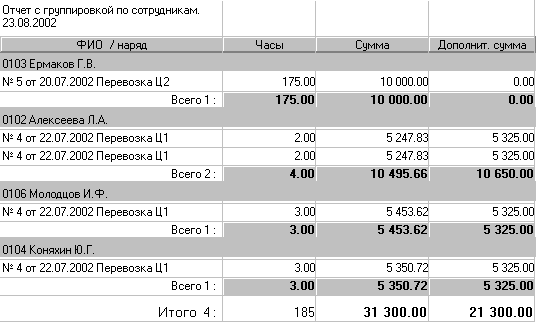 Отчет с группировкой по сотрудникам.
23.08.2002
ФИО / наряд Часы Сумма Дополнит. сумма
0103 Ермаков Г.В.
№ 5 от 20.07.2002 Перевозка Ц2 175.00 10 000.00 0.00
Всего 1 : 175.00 10 000.00 0.00
0102 Алексеева Л.А.
№ 4 от 22.07.2002 Перевозка Ц1 2.00 5 247.83 5 325.00
№ 4 от 22.07.2002 Перевозка Ц1 2.00 5 247.83 5 325.00
Всего 2 : 4.00 10 495.66 10 650.00
0106 Молодцов И.Ф.
№ 4 от 22.07.2002 Перевозка Ц1 3.00 5 453.62 5 325.00
Всего 1 : 3.00 5 453.62 5 325.00
0104 Коняхин Ю.Г.
№ 4 от 22.07.2002 Перевозка Ц1 3.00 5 350.72 5 325.00
Всего 1 : 3.00 5 350.72 5 325.00
Итого 4 : 185 31 300.00 21 300.00